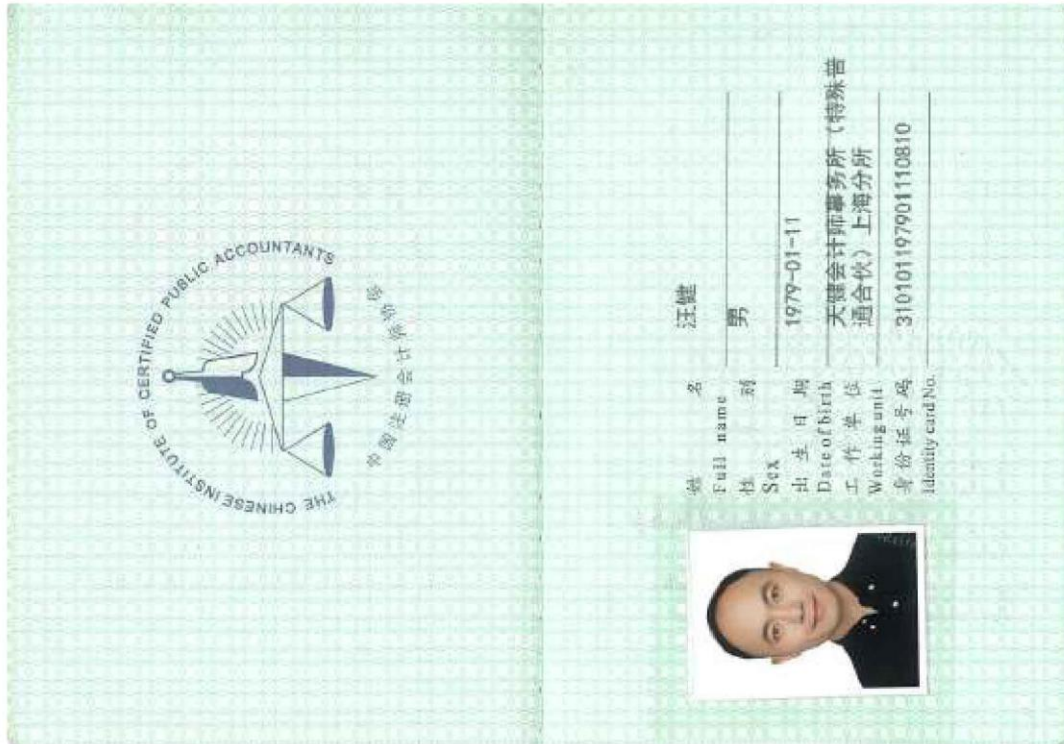 THE CHINESE INSTITUTE OF CERTIFIED PUBLIC ACCOUNTANTS
中国注册会计师协会
姓 名 汪健
Full name
性 别 男
Sex
出生日期 1979-01-11
Date of birth
工作单位 天健会计师事务所（特殊普
通合伙）上海分所
Working unit
身份证号码 310101197901110810
Identity card No.